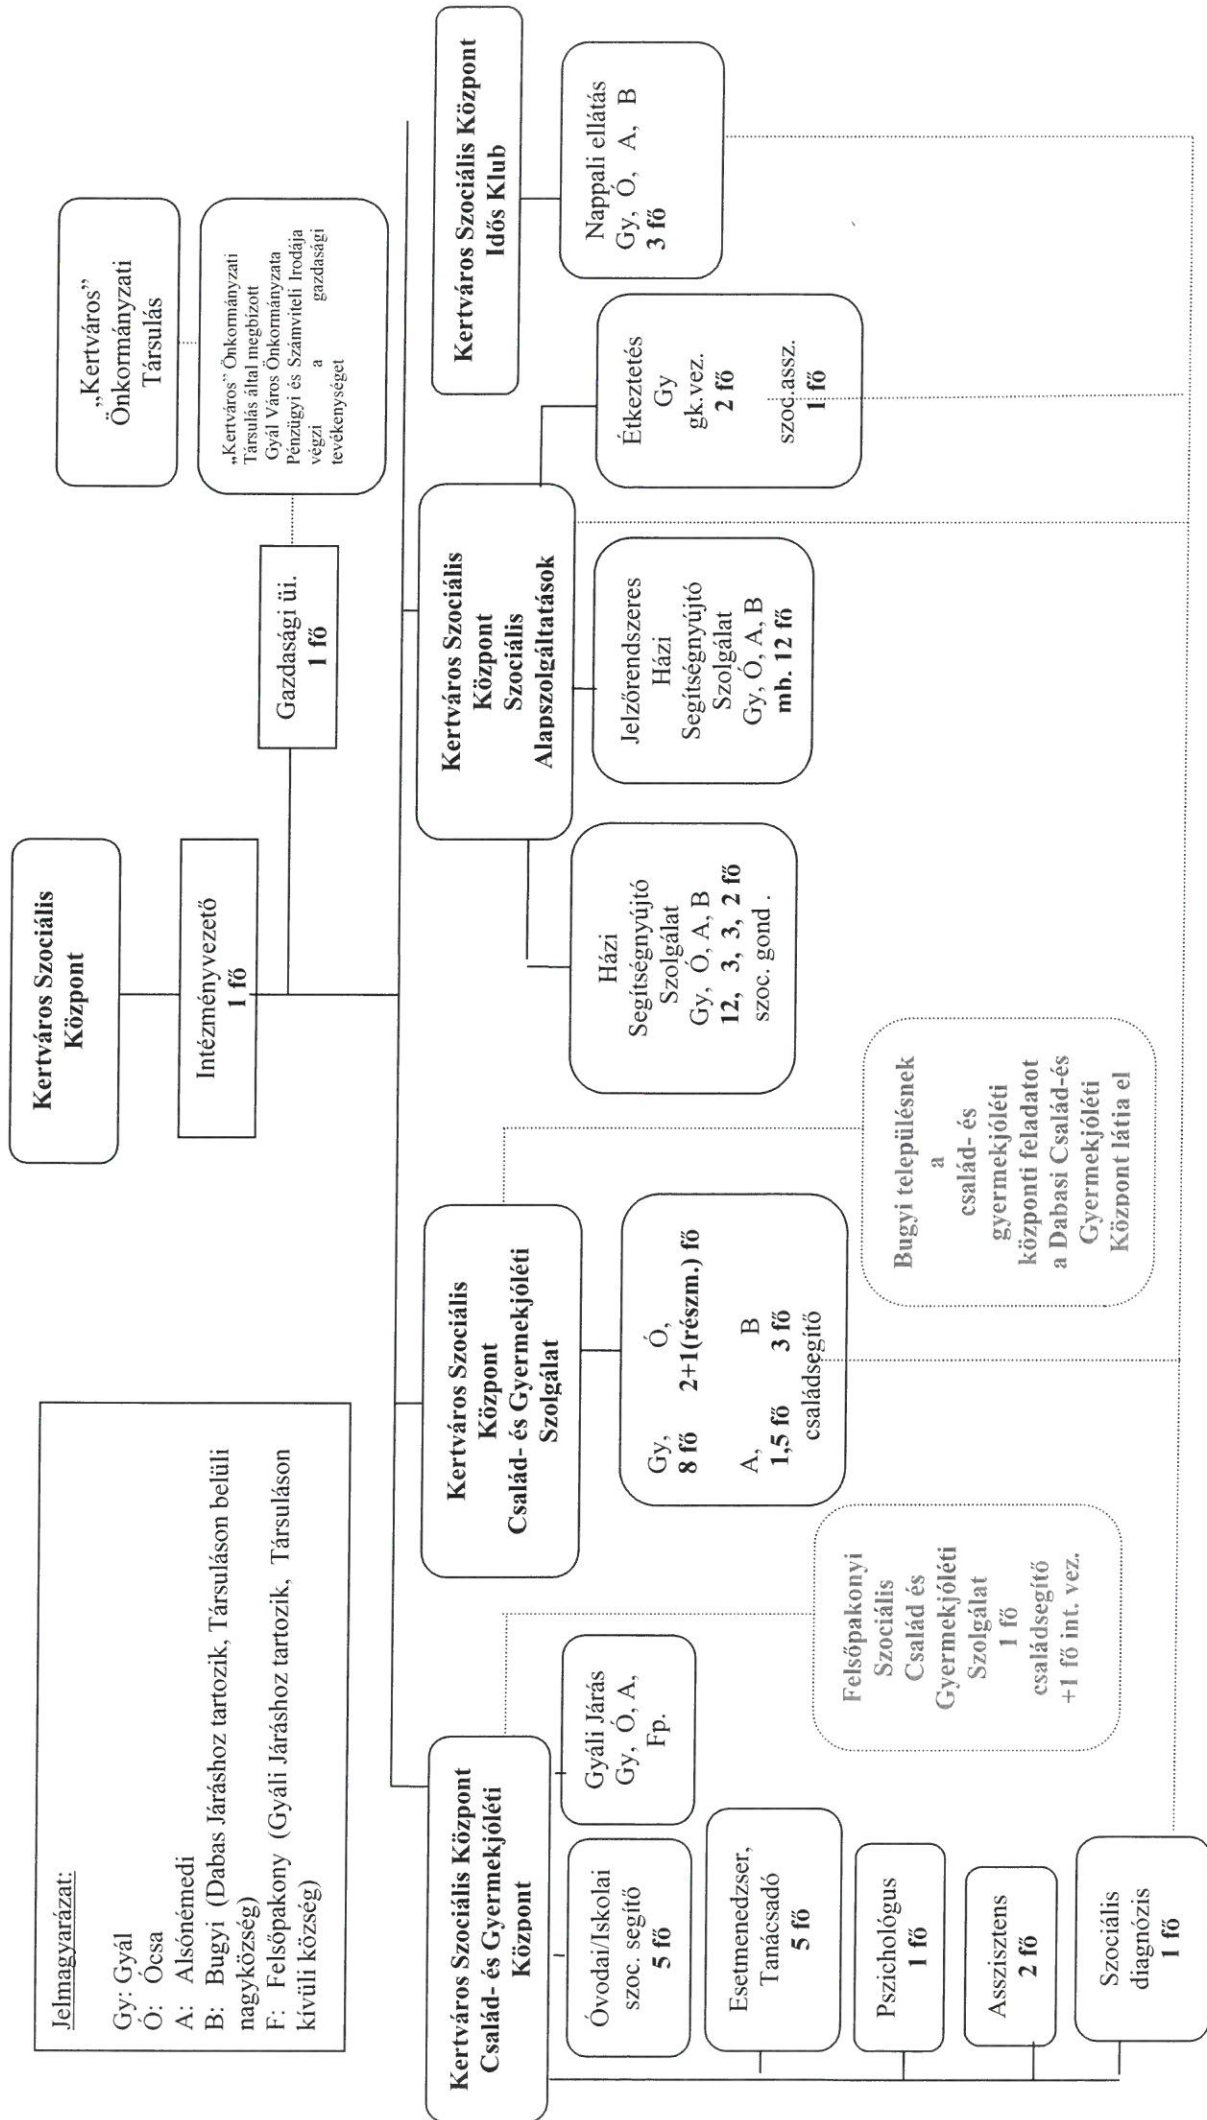 Kertváros Szociális
Központ
Intézményvezető
1 fő
Gazdasági üi.
1 fő
„Kertváros”
Önkormányzati
Társulás
„Kertváros” Önkormányzati
Társulás által megbízott
Gyál Város Önkormányzata
Pénzügyi és Számviteli Irodája
végzi a gazdasági
tevékenységet
Jelmagyarázat:
Gy: Gyál
Ó: Ócsa
A: Alsónémedi
B: Bugyi (Dabas Járáshoz tartozik, Társuláson belüli
nagyközség)
F: Felsőpakony (Gyáli Járáshoz tartozik, Társuláson
kívüli község)
Kertváros Szociális Központ
Család- és Gyermekjóléti
Központ
Óvodai/Iskolai
szoc. segítő
5 fő
Gyáli Járás
Gy, Ó, A,
Fp.
Esetmenedzser,
Tanácsadó
5 fő
Pszichológus
1 fő
Asszisztens
2 fő
Szociális
diagnózis
1 fő
Felsőpakonyi
Szociális
Család és
Gyermekjóléti
Szolgálat
1 fő
családsegítő
+1 fő int. vez.
Kertváros Szociális
Központ
Család- és Gyermekjóléti
Szolgálat
Gy, Ó,
8 fő 2+1(részm.) fő
A, B
1,5 fő 3 fő
családsegítő
Bugyi településnek
a
család- és
gyermekjóléti
központi feladatot
a Dabasi Család-és
Gyermekjóléti
Központ látja el
Kertváros Szociális
Központ
Szociális
Alapszolgáltatások
Házi
Segítségnyújtó
Szolgálat
Gy, Ó, A, B
12, 3, 3, 2 fő
szoc. gond .
Jelzőrendszeres
Házi
Segítségnyújtó
Szolgálat
Gy, Ó, A, B
mb. 12 fő
Étkeztetés
Gy
gk.vez.
2 fő
szoc.assz.
1 fő
Kertváros Szociális Központ
Idős Klub
Nappali ellátás
Gy, Ó, A, B
3 fő